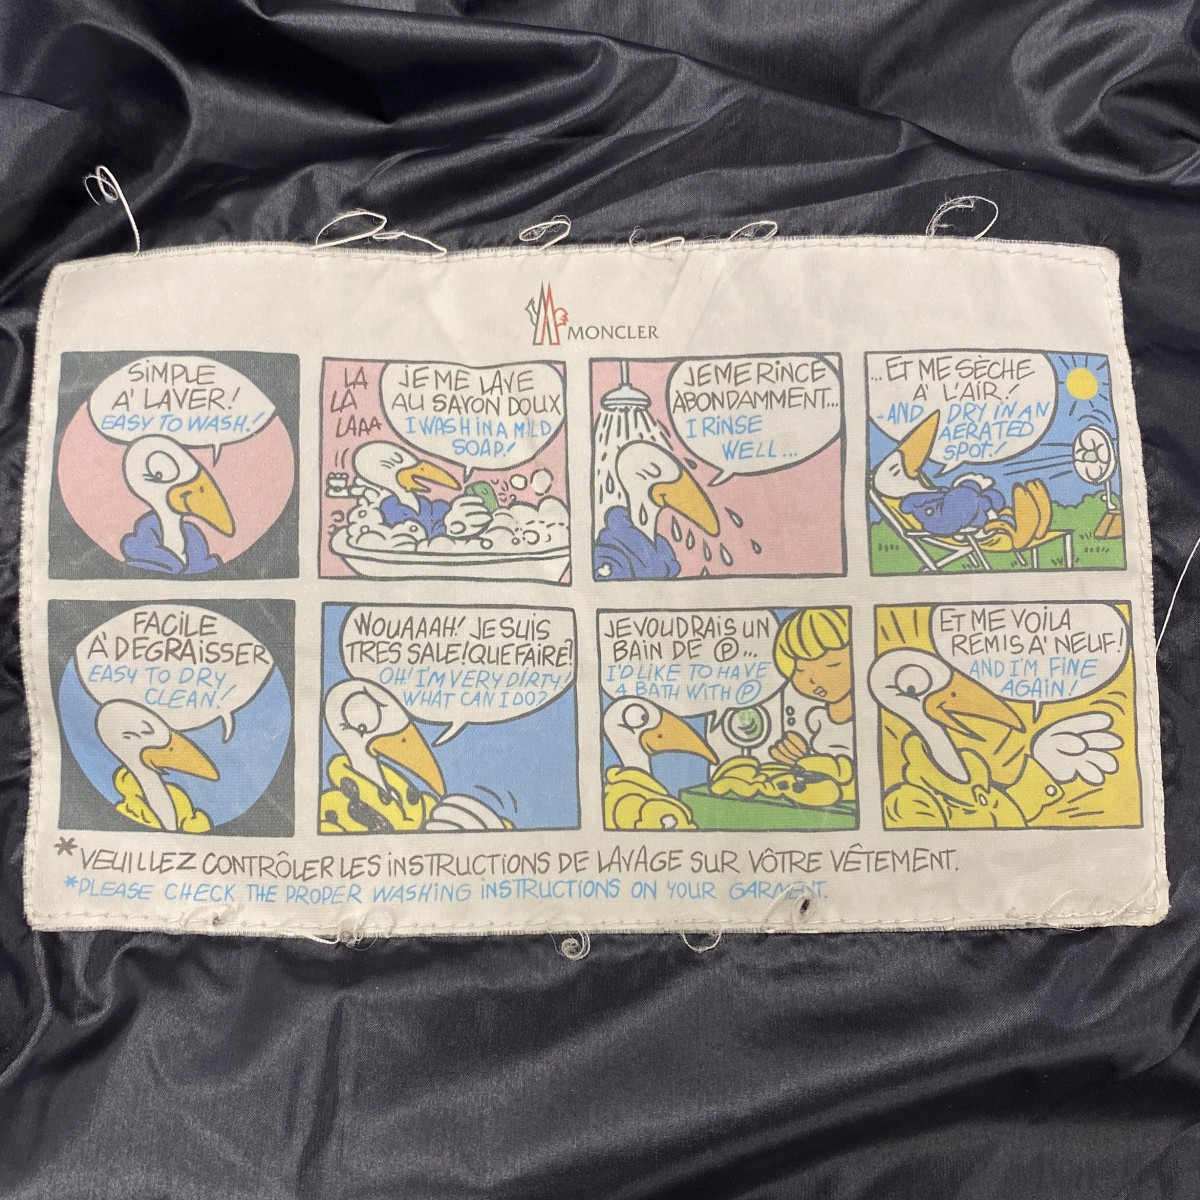 MONCLER
SiMPLE
A' LAVER!
EASY TO WASH!
LA
LA
LAAA
JE ME LAVE
AU SAVON DOUX
I WASH IN A MILD
SOAP!
JE ME RiNCE
ABONDAMMENT...
I RINSE
WELL...
...ET ME SÈCHE
A' L'AIR!
-AND DRY IN AN
AERATED
SPOT!
FACiLE
A' DEGRAISSER
EASY TO DRY
CLEAN!
WOUAAAH! JE SUIS
TRES SALE! QUE FAIRE?
OH! I'M VERY DIRTY!
WHAT CAN I DO?
JE VOUDRAIS UN
BAIN DE Ⓟ...
I'D LIKE TO HAVE
A BATH WITH Ⓟ
ET ME VOILA
REMIS A' NEUF!
AND I'M FINE
AGAIN!
*VEUILLEZ CONTRÔLER LES iNSTRUCTIONS DE LAVAGE SUR VÔTRE VÊTEMENT.
*PLEASE CHECK THE PROPER WASHING iNSTRUCTIONS ON YOUR GARMENT.